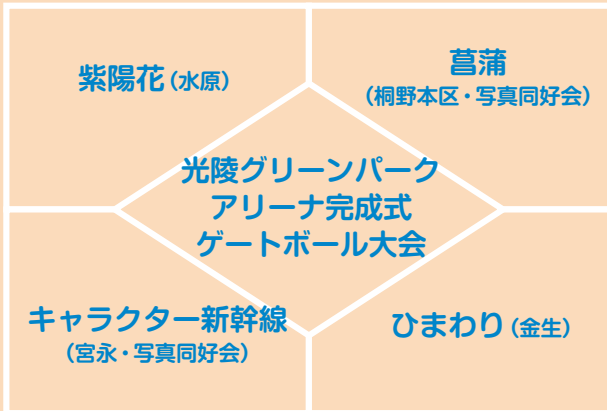 紫陽花(水原)
菖蒲
(桐野本区・写真同好会)
光陵グリーンパーク
アリーナ完成式
ゲートボール大会
キャラクター新幹線
(宮永・写真同好会)
ひまわり(金生)